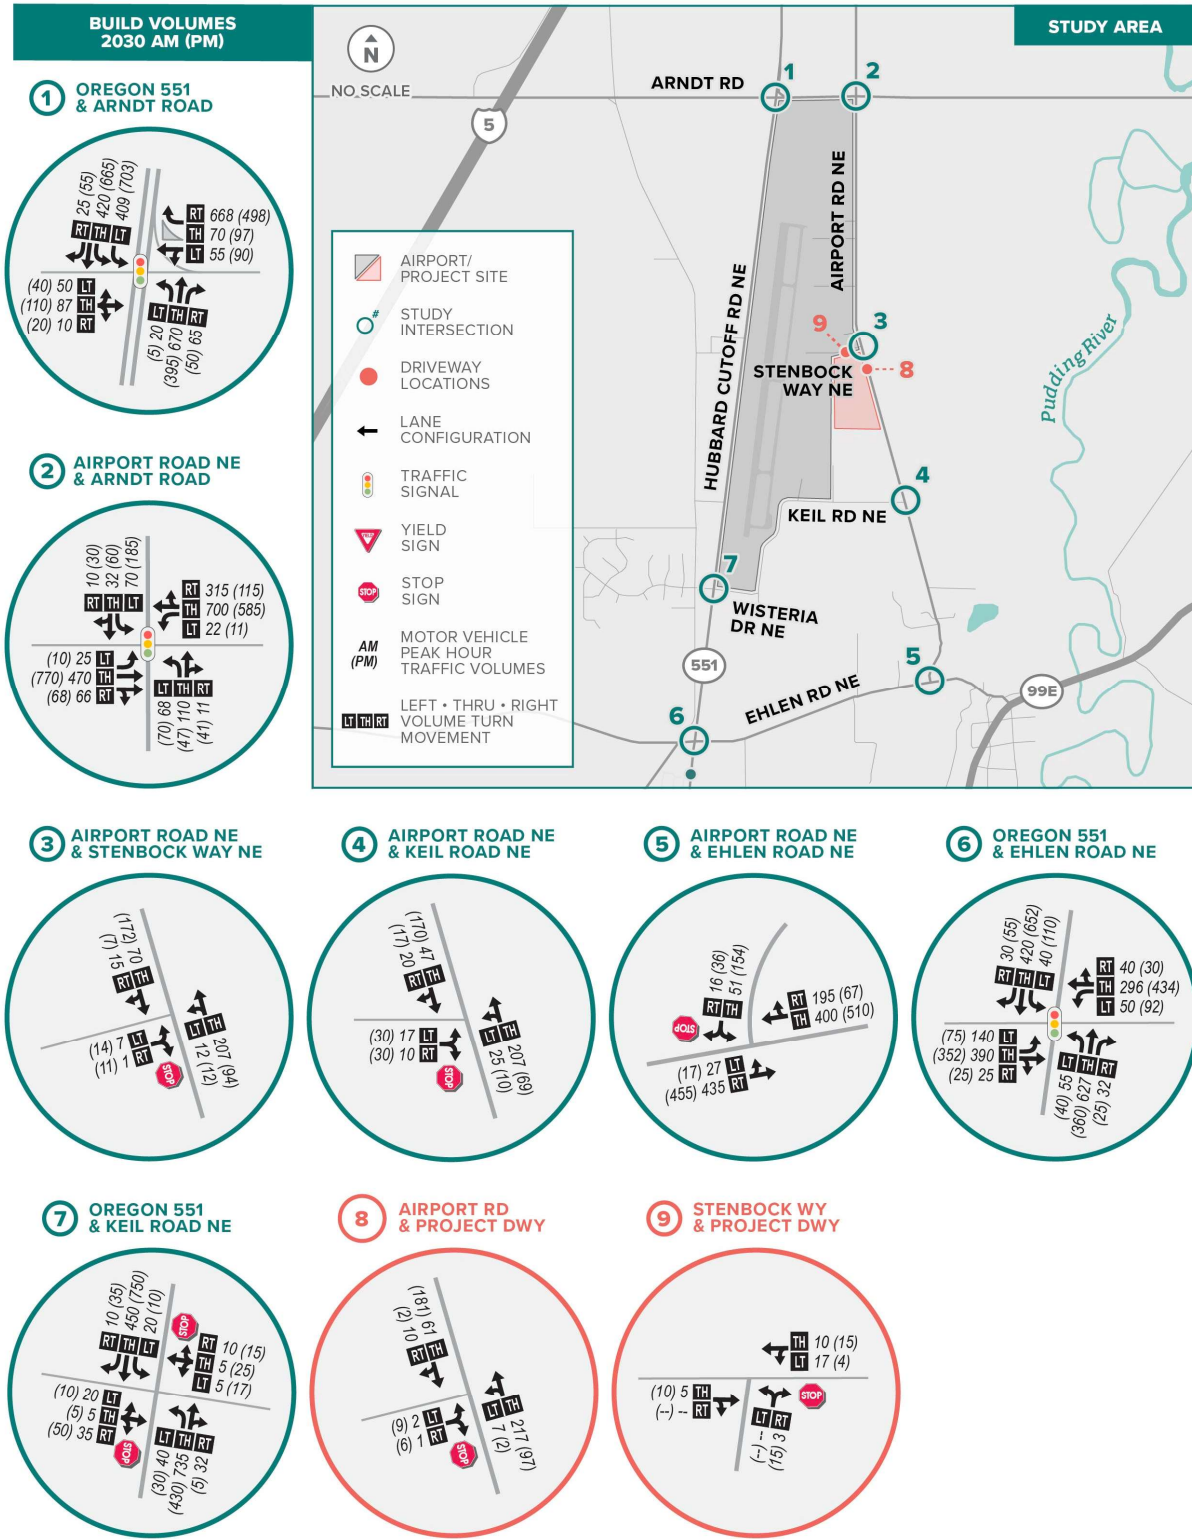 BUILD VOLUMES
2030 AM (PM)
STUDY AREA
N
NO SCALE
5
ARNDT RD
1
2
AIRPORT RD NE
HUBBARD CUTOFF RD NE
9
3
STENBOCK
WAY NE
8
4
KEIL RD NE
7
WISTERIA
DR NE
551
5
EHLEN RD NE
99E
6
Pudding River
AIRPORT/
PROJECT SITE
#
STUDY
INTERSECTION
DRIVEWAY
LOCATIONS
LANE
CONFIGURATION
TRAFFIC
SIGNAL
YIELD
SIGN
STOP
STOP
SIGN
AM
(PM)
MOTOR VEHICLE
PEAK HOUR
TRAFFIC VOLUMES
LT TH RT
LEFT • THRU • RIGHT
VOLUME TURN
MOVEMENT
1 OREGON 551
& ARNDT ROAD
25 (55)
420 (665)
409 (703)
RT TH LT
RT 668 (498)
TH 70 (97)
LT 55 (90)
(40) 50 LT
(110) 87 TH
(20) 10 RT
LT TH RT
(5) 20
(395) 670
(50) 65
2 AIRPORT ROAD NE
& ARNDT ROAD
10 (30)
32 (60)
70 (185)
RT TH LT
RT 315 (115)
TH 700 (585)
LT 22 (11)
(10) 25 LT
(770) 470 TH
(68) 66 RT
LT TH RT
(70) 68
(47) 110
(41) 11
3 AIRPORT ROAD NE
& STENBOCK WAY NE
(172) 70
(7) 15
RT TH
(14) 7 LT
(11) 1 RT
STOP
LT TH
207 (94)
12 (12)
4 AIRPORT ROAD NE
& KEIL ROAD NE
(170) 47
(17) 20
RT TH
(30) 17 LT
(30) 10 RT
STOP
LT TH
207 (69)
25 (10)
5 AIRPORT ROAD NE
& EHLEN ROAD NE
16 (36)
51 (154)
RT TH
STOP
RT 195 (67)
TH 400 (510)
(17) 27 LT
(455) 435 RT
6 OREGON 551
& EHLEN ROAD NE
30 (55)
420 (652)
40 (110)
RT TH LT
RT 40 (30)
TH 296 (434)
LT 50 (92)
(75) 140 LT
(352) 390 TH
(25) 25 RT
LT TH RT
(40) 55
(360) 627
(25) 32
7 OREGON 551
& KEIL ROAD NE
10 (35)
450 (750)
20 (10)
RT TH LT
STOP
RT 10 (15)
TH 5 (25)
LT 5 (17)
(10) 20 LT
(5) 5 TH
(50) 35 RT
STOP
LT TH RT
(30) 40
(430) 735
(5) 32
8 AIRPORT RD
& PROJECT DWY
(181) 61
(2) 10
RT TH
(9) 2 LT
(6) 1 RT
STOP
LT TH
217 (97)
7 (2)
9 STENBOCK WY
& PROJECT DWY
TH 10 (15)
LT 17 (4)
(10) 5 TH
(--) -- RT
STOP
LT RT
(--) --
(15) 3